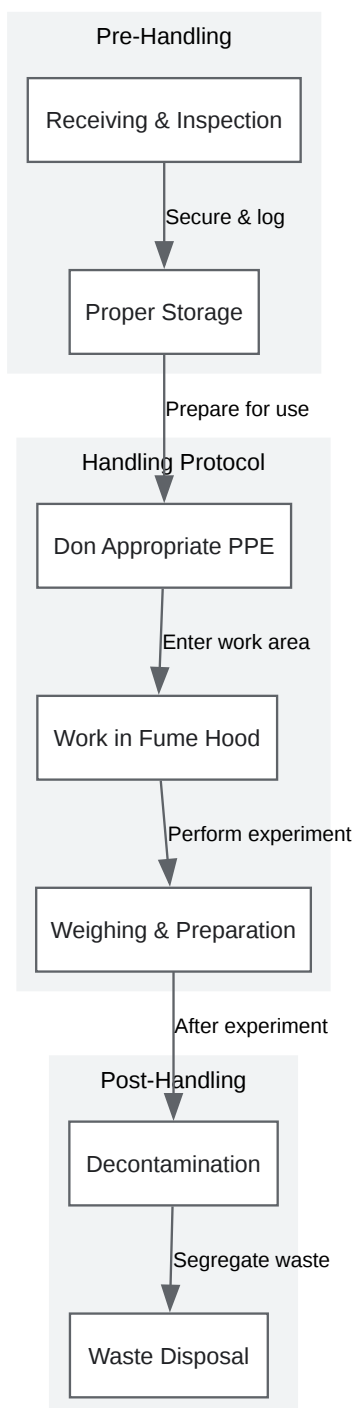 Pre-Handling
Receiving & Inspection
Secure & log
Proper Storage
Prepare for use
Handling Protocol
Don Appropriate PPE
Enter work area
Work in Fume Hood
Perform experiment
Weighing & Preparation
After experiment
Post-Handling
Decontamination
Segregate waste
Waste Disposal